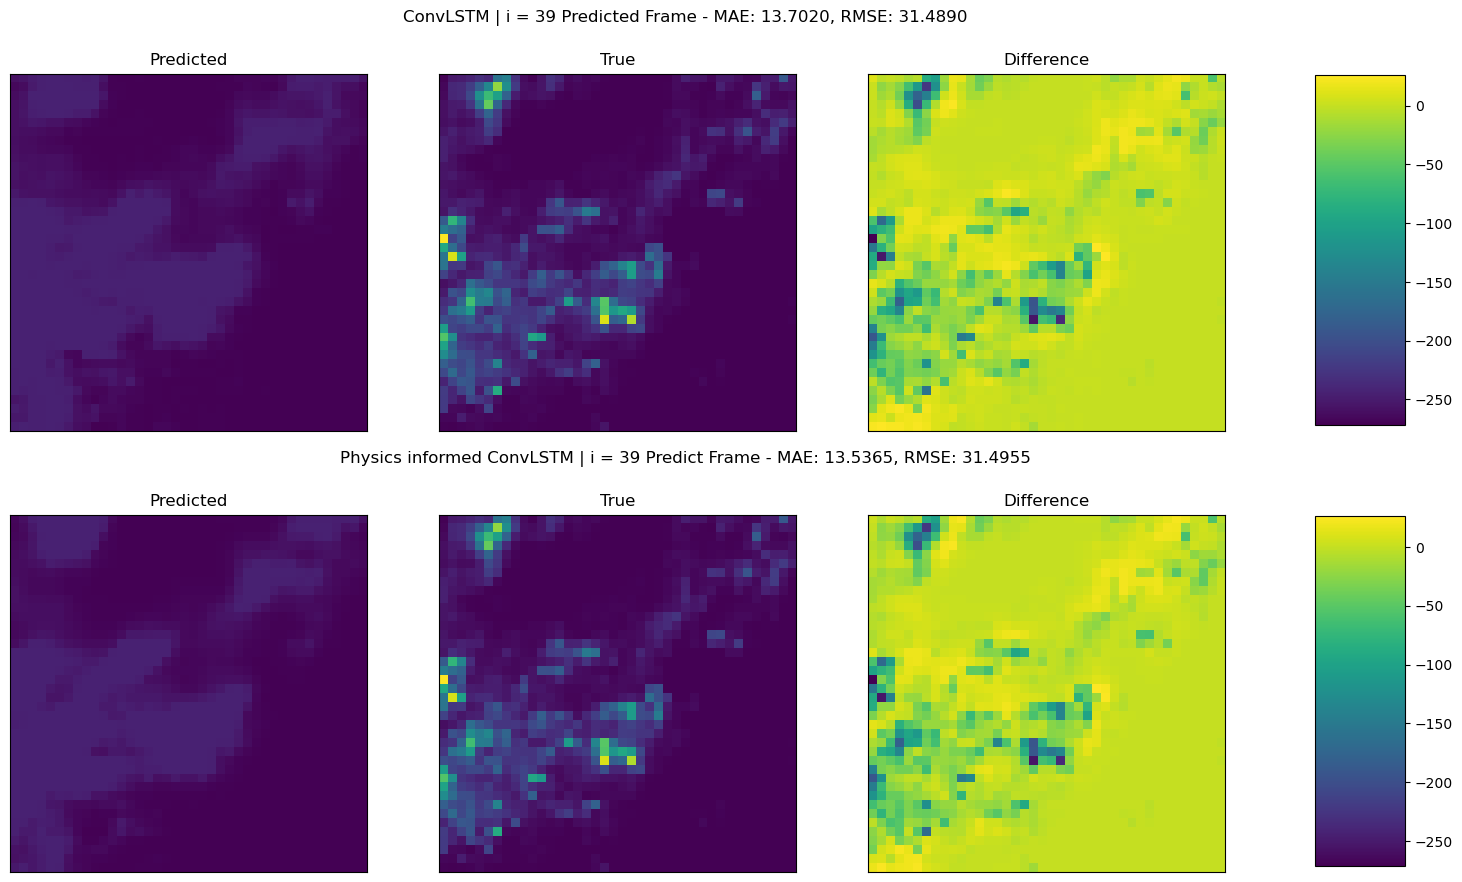 ConvLSTM | i = 39 Predicted Frame - MAE: 13.7020, RMSE: 31.4890
Predicted
True
Difference
0
−50
−100
−150
−200
−250
Physics informed ConvLSTM | i = 39 Predict Frame - MAE: 13.5365, RMSE: 31.4955
Predicted
True
Difference
0
−50
−100
−150
−200
−250